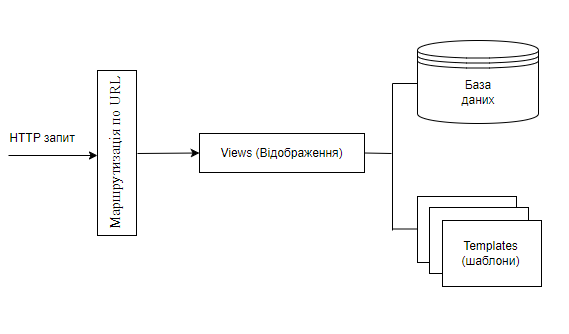 HTTP запит
Маршрутизація по URL
Views (Відображення)
База
даних
Templates
(шаблони)